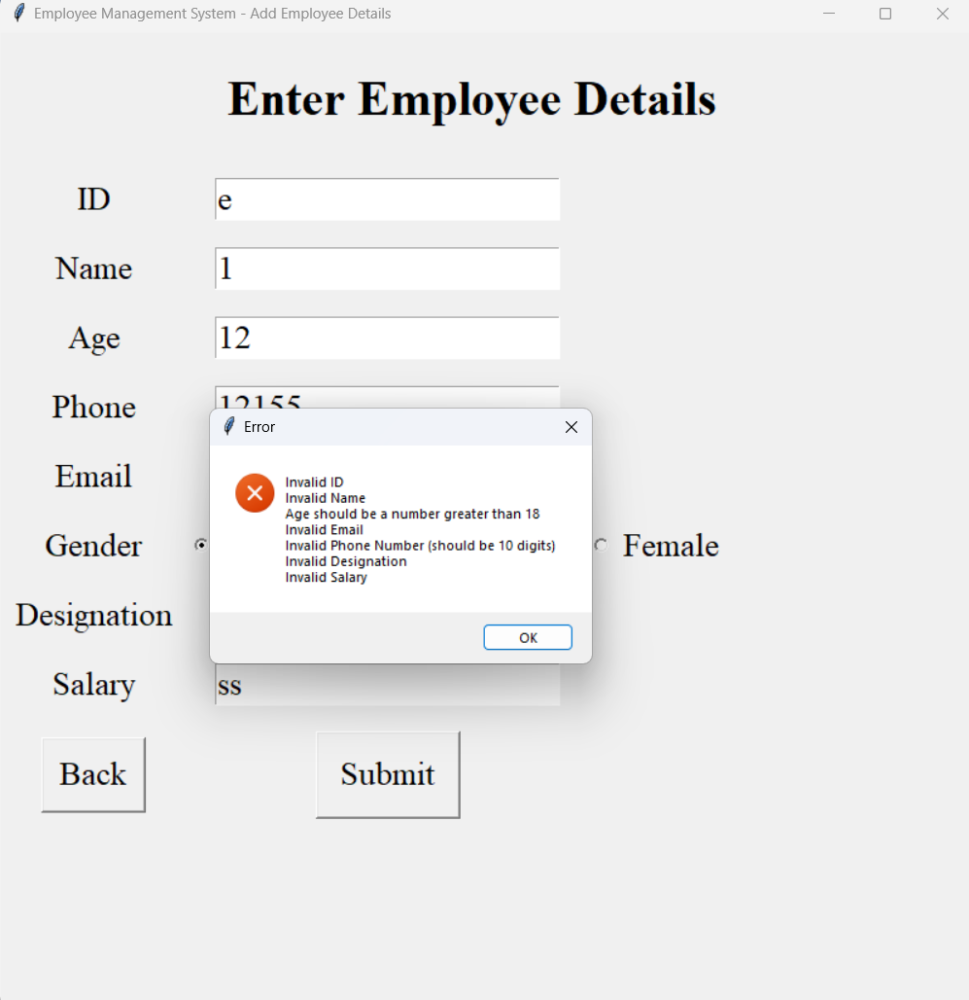 Employee Management System - Add Employee Details
Enter Employee Details
ID
e
Name
1
Age
12
Phone
12155
Error
Email
Invalid ID
Invalid Name
Age should be a number greater than 18
Invalid Email
Invalid Phone Number (should be 10 digits)
Invalid Designation
Invalid Salary
Gender
Female
Designation
OK
Salary
ss
Back
Submit